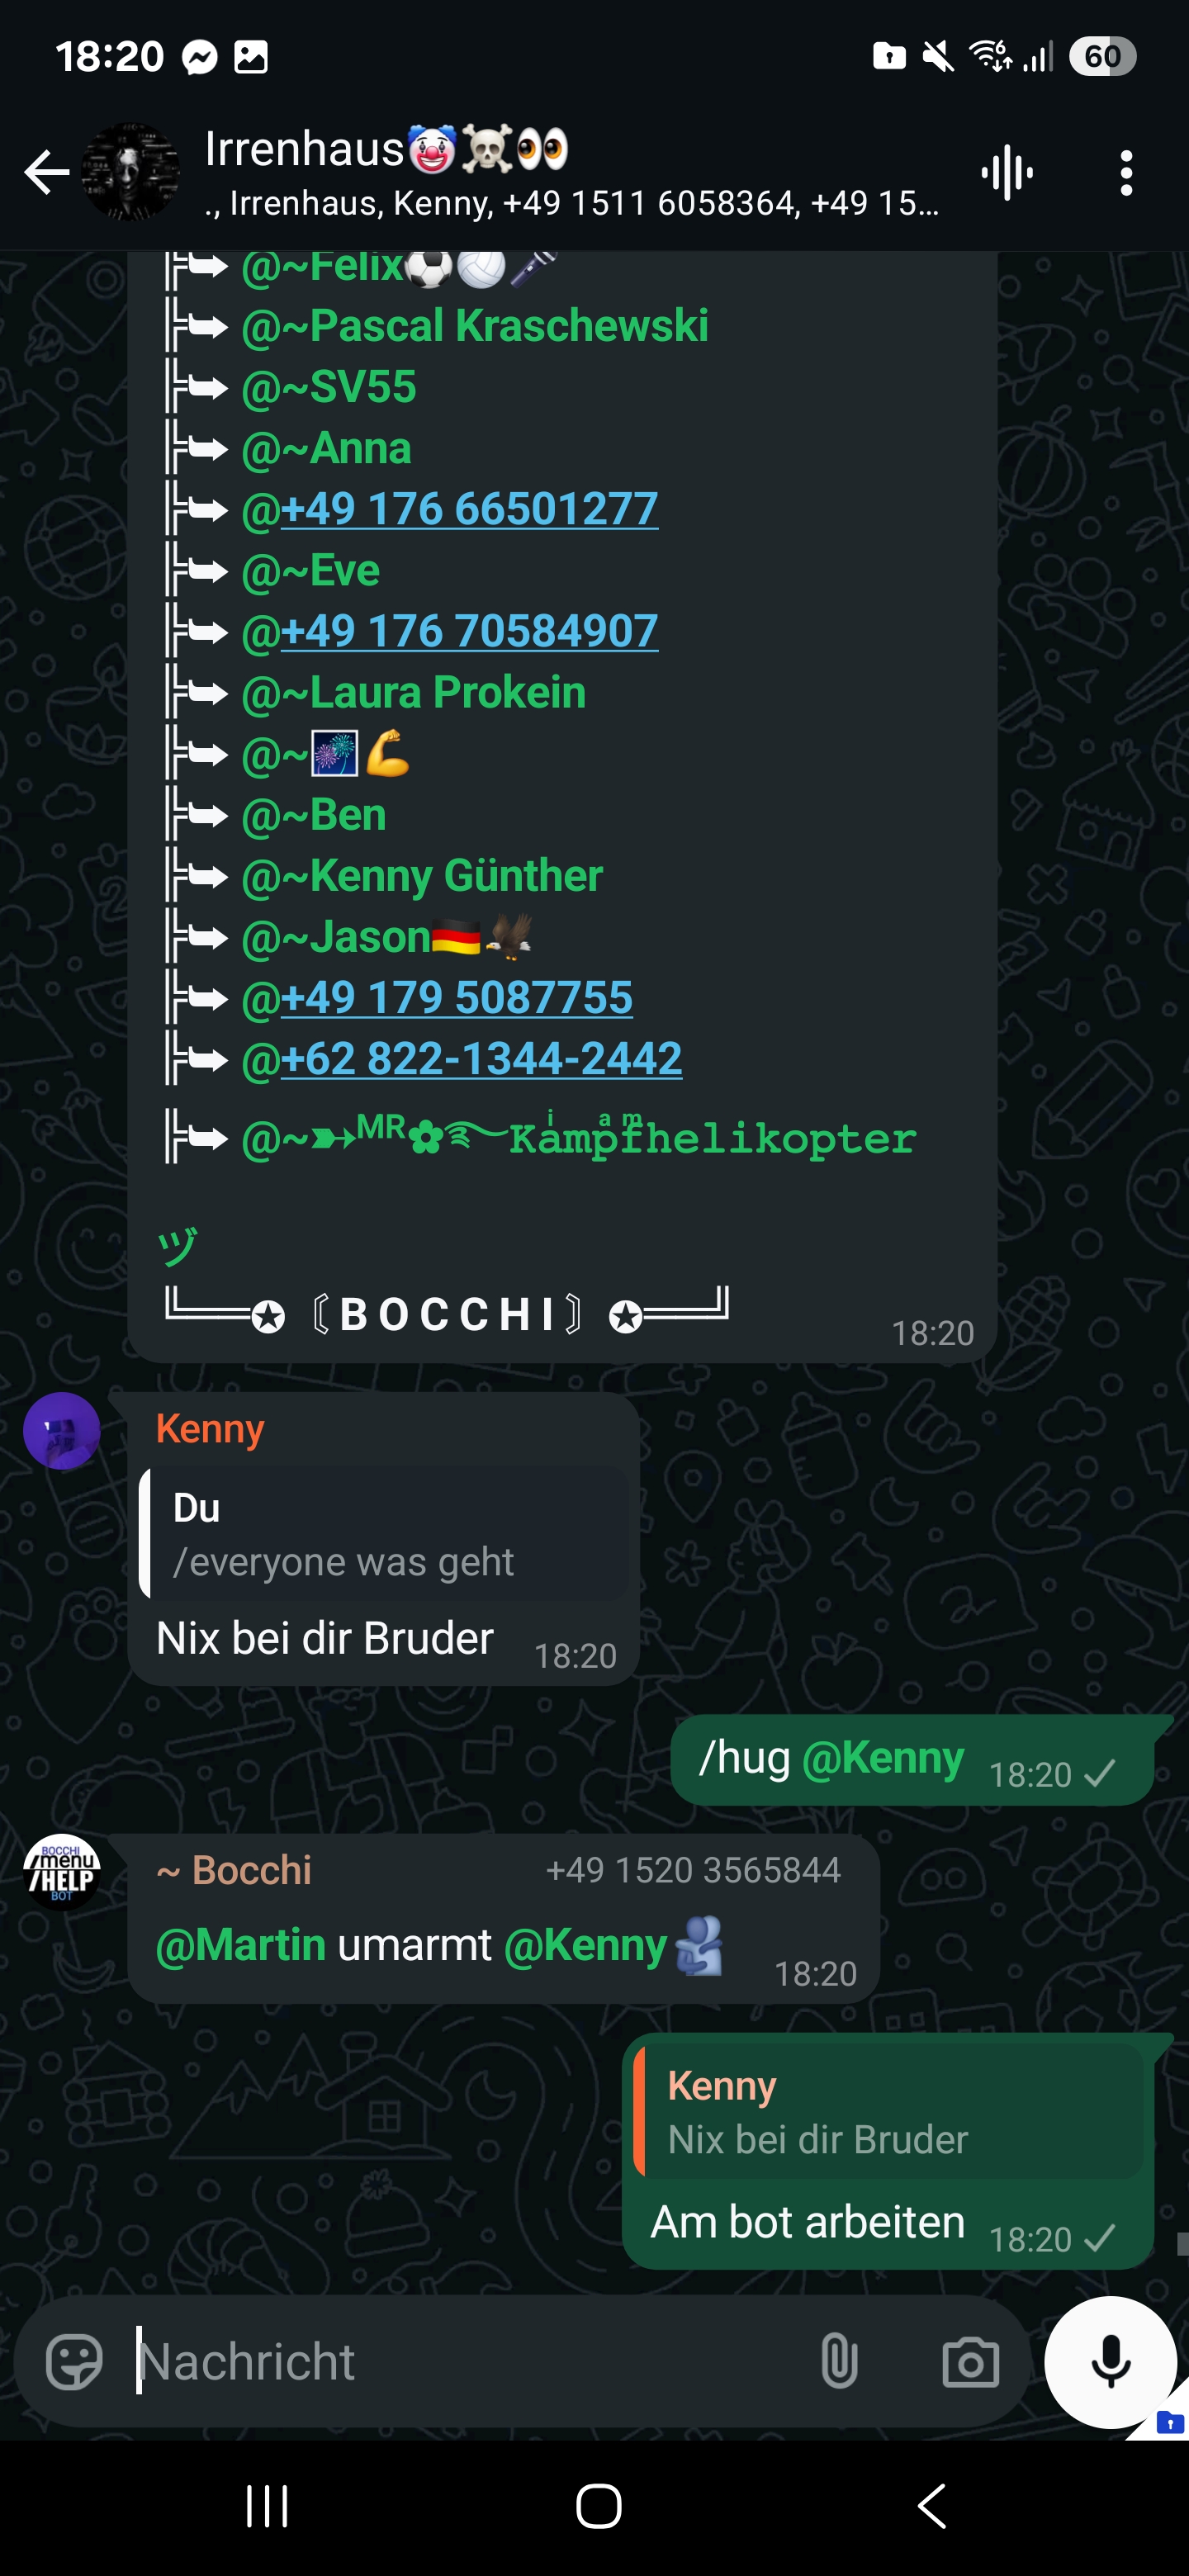 18:20
60
Irrenhaus🤡☠️👀
., Irrenhaus, Kenny, +49 1511 6058364, +49 15...
╠➥ @~Felix⚽🏐🎤
╠➥ @~Pascal Kraschewski
╠➥ @~SV55
╠➥ @~Anna
╠➥ @+49 176 66501277
╠➥ @~Eve
╠➥ @+49 176 70584907
╠➥ @~Laura Prokein
╠➥ @~🎆💪
╠➥ @~Ben
╠➥ @~Kenny Günther
╠➥ @~Jason🇩🇪🦅
╠➥ @+49 179 5087755
╠➥ @+62 822-1344-2442
╠➥ @~➳ᴹᴿ✿࿐Kaͥmpfͣͫhelikopter
ヅ
╚══✪〘B O C C H I〙✪══╝
18:20
Kenny
Du
/everyone was geht
Nix bei dir Bruder 18:20
/hug @Kenny 18:20
BOCCHI
/menu
/HELP
BOT
~ Bocchi +49 1520 3565844
@Martin umarmt @Kenny🫂 18:20
Kenny
Nix bei dir Bruder
Am bot arbeiten 18:20
Nachricht